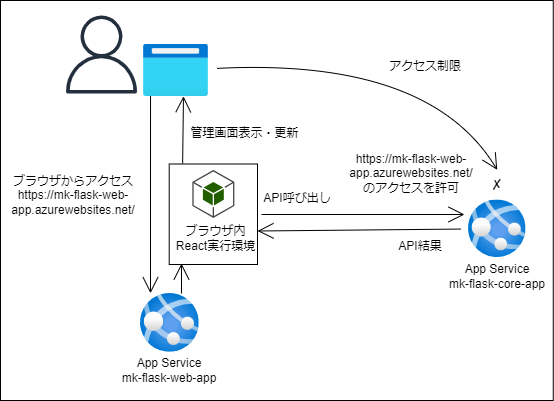 アクセス制限
管理画面表示・更新
ブラウザからアクセス
https://mk-flask-web-
app.azurewebsites.net/
https://mk-flask-web-
app.azurewebsites.net/
のアクセスを許可
✗
API呼び出し
ブラウザ内
React実行環境
API結果
App Service
mk-flask-core-app
App Service
mk-flask-web-app